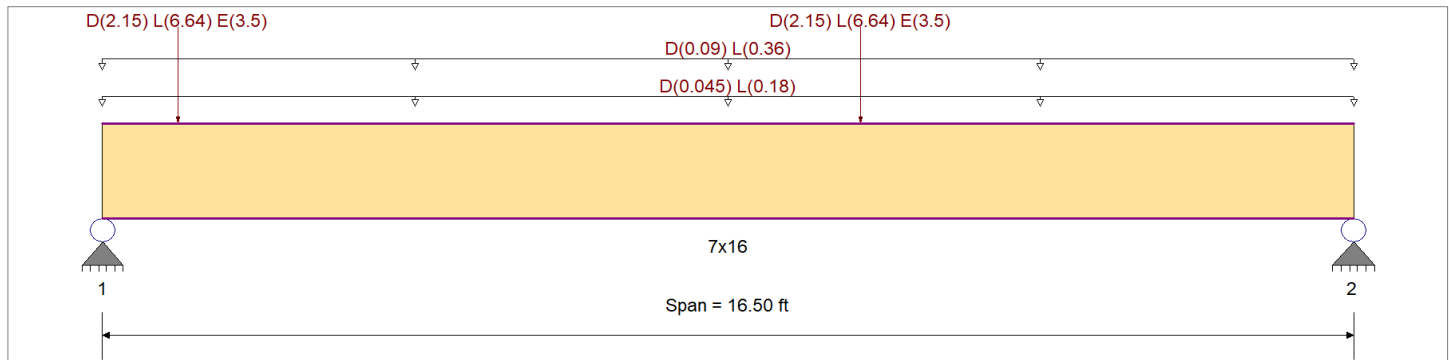 D(2.15) L(6.64) E(3.5) D(2.15) L(6.64) E(3.5)
D(0.09) L(0.36)
D(0.045) L(0.18)
7x16
1 2
Span = 16.50 ft